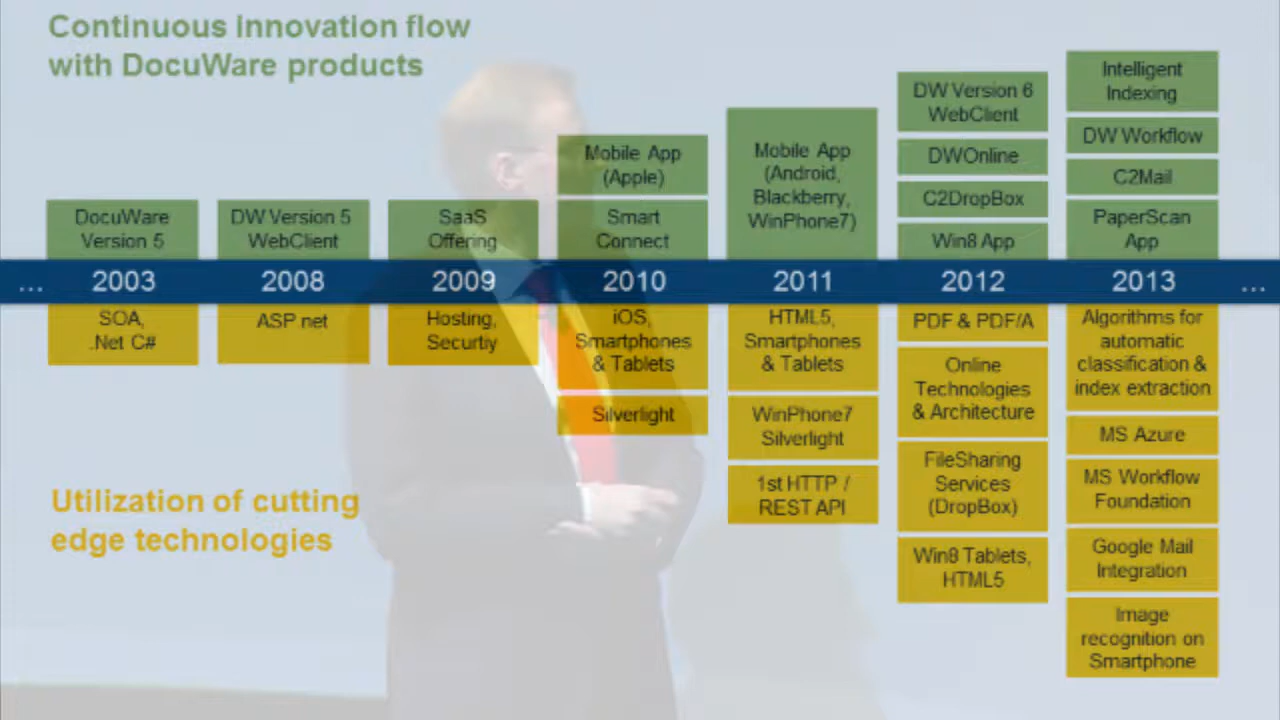 Continuous innovation flow
with DocuWare products
DocuWare
Version 5
DW Version 5
WebClient
SaaS
Offering
Mobile App
(Apple)
Smart
Connect
Mobile App
(Android,
Blackberry,
WinPhone7)
DW Version 6
WebClient
DWOnline
C2DropBox
Win8 App
Intelligent
Indexing
DW Workflow
C2Mail
PaperScan
App
... 2003 2008 2009 2010 2011 2012 2013 ...
SOA,
.Net C#
ASP net
Hosting,
Securtiy
iOS,
Smartphones
& Tablets
Silverlight
HTML5,
Smartphones
& Tablets
WinPhone7
Silverlight
1st HTTP /
REST API
PDF & PDF/A
Online
Technologies
& Architecture
FileSharing
Services
(DropBox)
Win8 Tablets,
HTML5
Algorithms for
automatic
classification &
index extraction
MS Azure
MS Workflow
Foundation
Google Mail
Integration
Image
recognition on
Smartphone
Utilization of cutting
edge technologies